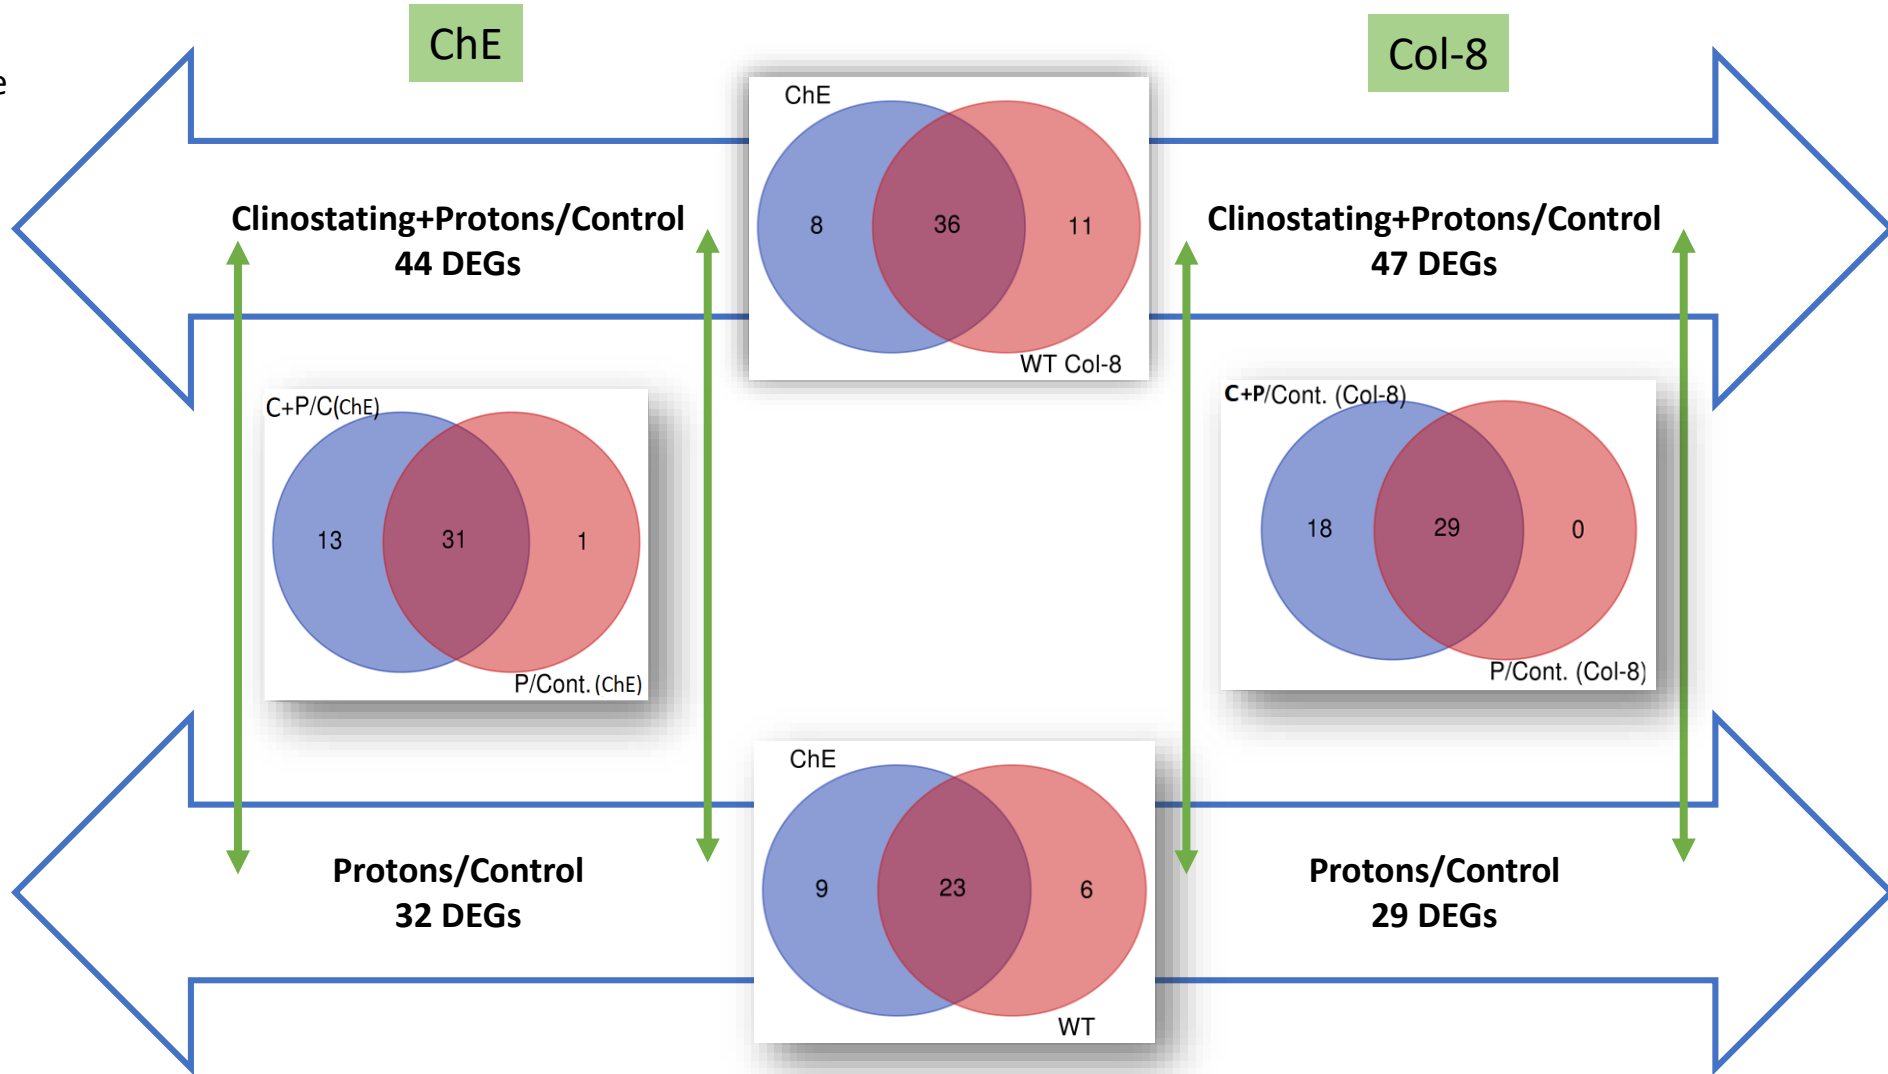 ChE
Col-8
e
ChE
8
36
11
WT Col-8
Clinostating+Protons/Control
44 DEGs
Clinostating+Protons/Control
47 DEGs
C+P/C(ChE)
13
31
1
P/Cont. (ChE)
C+P/Cont. (Col-8)
18
29
0
P/Cont. (Col-8)
ChE
9
23
6
WT
Protons/Control
32 DEGs
Protons/Control
29 DEGs